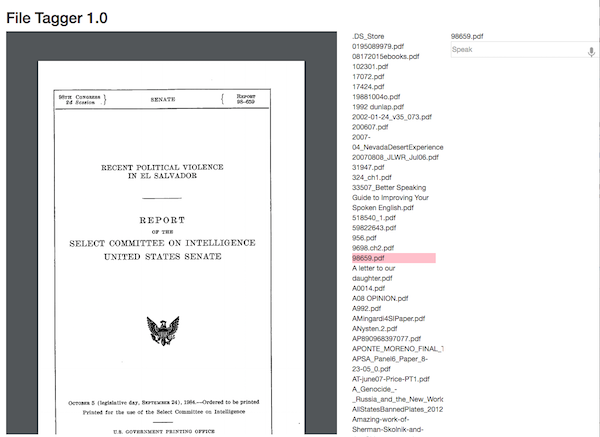 File Tagger 1.0
98TH CONGRESS
2d Session
SENATE
REPORT
98-659
RECENT POLITICAL VIOLENCE
IN EL SALVADOR
REPORT
OF THE
SELECT COMMITTEE ON INTELLIGENCE
UNITED STATES SENATE
OCTOBER 5 (legislative day, SEPTEMBER 24), 1984.—Ordered to be printed
Printed for the use of the Select Committee on Intelligence
U.S. GOVERNMENT PRINTING OFFICE
.DS_Store
0195089979.pdf
08172015ebooks.pdf
102301.pdf
17072.pdf
17424.pdf
19881004o.pdf
1992 dunlap.pdf
2002-01-24_v35_073.pdf
200607.pdf
2007-
04_NevadaDesertExperience
20070808_JLWR_Jul06.pdf
31947.pdf
324_ch1.pdf
33507_Better Speaking
Guide to Improving Your
Spoken English.pdf
518540_1.pdf
59822643.pdf
956.pdf
9698.ch2.pdf
98659.pdf
A letter to our
daughter.pdf
A0014.pdf
A08 OPINION.pdf
A992.pdf
AMingardi4SIPaper.pdf
ANysten.2.pdf
AP890968397077.pdf
APONTE_MORENO_FINAL_
APSA_Panel6_Paper_8-
23-05_0.pdf
AT-june07-Price-PT1.pdf
A_Genocide_-
_Russia_and_the_New_World
AllStatesBannedPlates_2012
Amazing-work-of-
Sherman-Skolnik-and-
98659.pdf
Speak